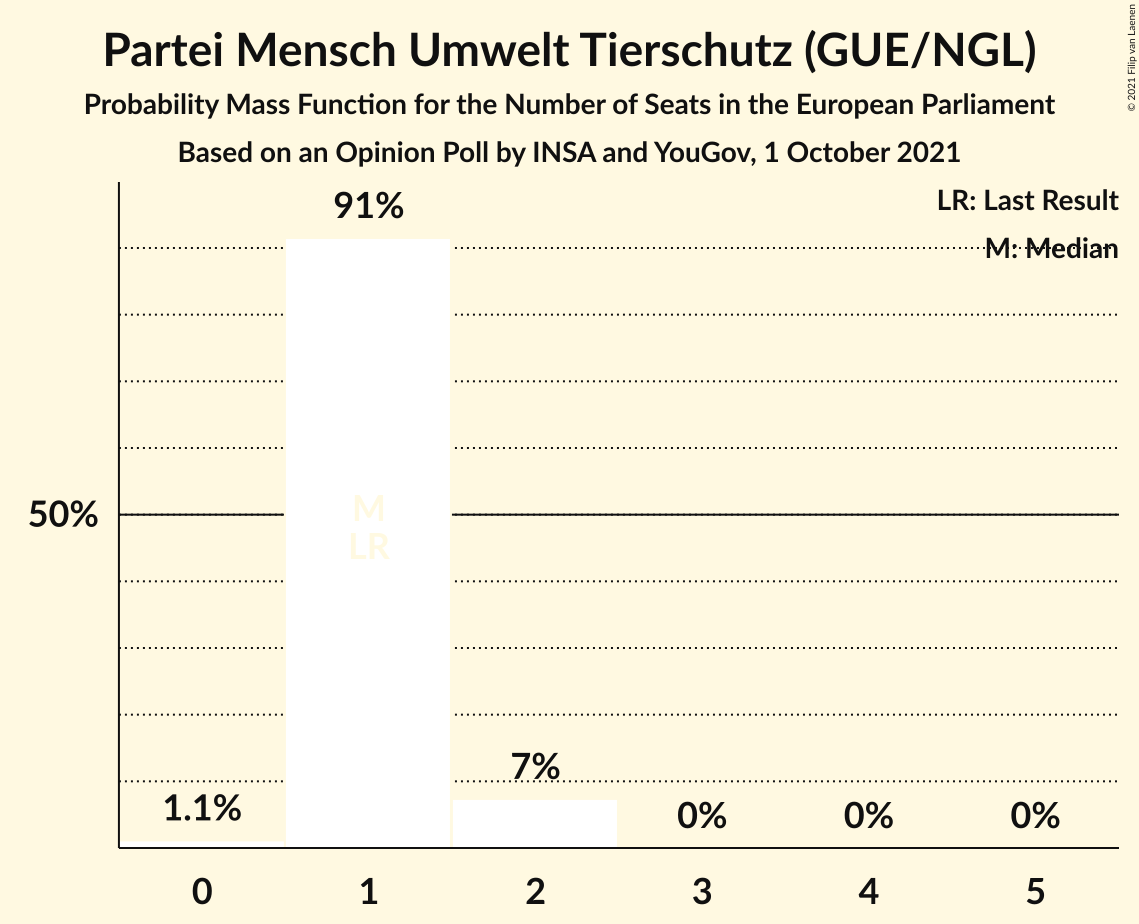 Partei Mensch Umwelt Tierschutz (GUE/NGL)
Probability Mass Function for the Number of Seats in the European Parliament
Based on an Opinion Poll by INSA and YouGov, 1 October 2021
© 2021 Filip van Laenen
LR: Last Result
M: Median
91%
50%
M
LR
7%
1.1%
0%
0%
0%
0
1
2
3
4
5